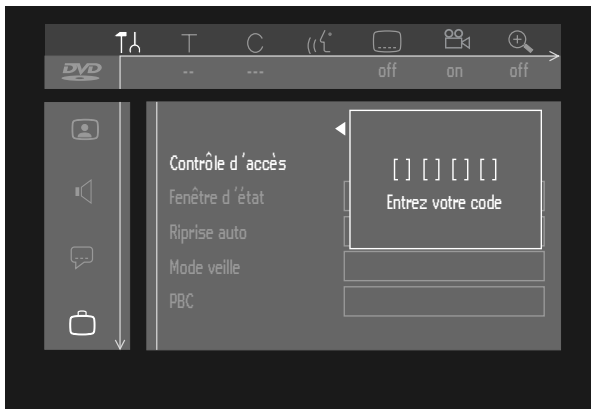 T C
DVD -- --- off on off
Contrôle d'accès
[ ] [ ] [ ] [ ]
Entrez votre code
Fenêtre d'état
Riprise auto
Mode veille
PBC